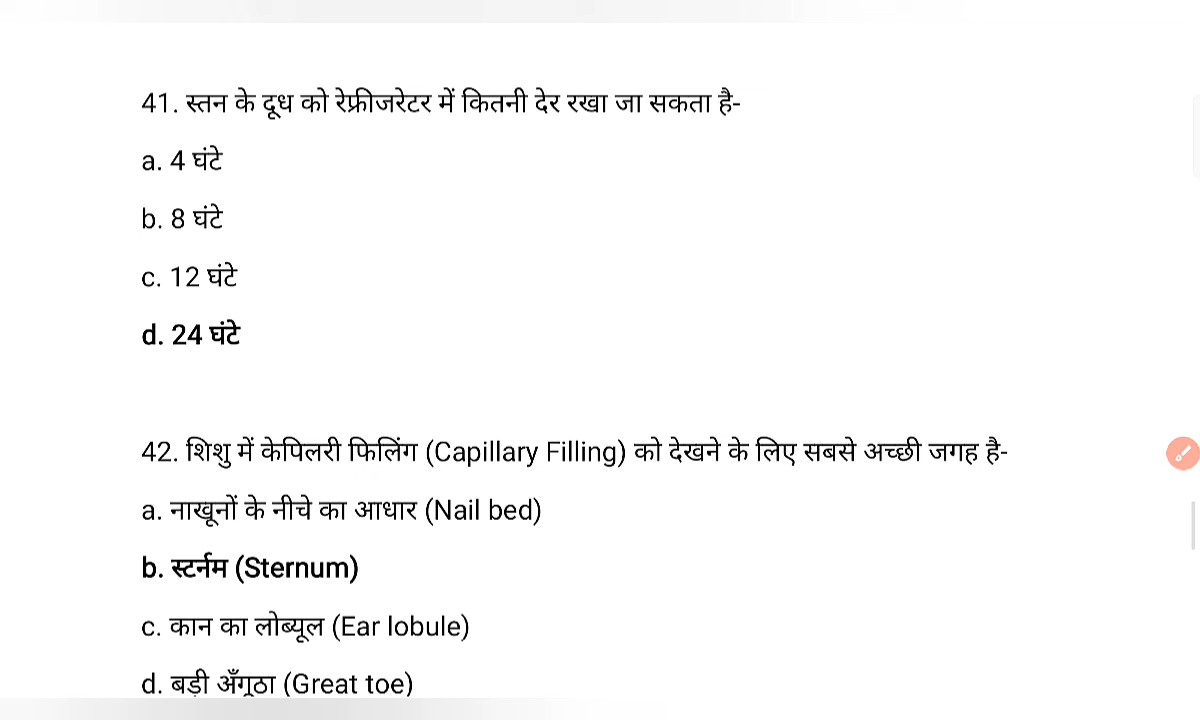 41. स्तन के दूध को रेफ्रीजरेटर में कितनी देर रखा जा सकता है-
a. 4 घंटे
b. 8 घंटे
c. 12 घंटे
d. 24 घंटे
42. शिशु में केपिलरी फिलिंग (Capillary Filling) को देखने के लिए सबसे अच्छी जगह है-
a. नाखूनों के नीचे का आधार (Nail bed)
b. स्टर्नम (Sternum)
c. कान का लोब्यूल (Ear lobule)
d. बड़ी अँगूठा (Great toe)